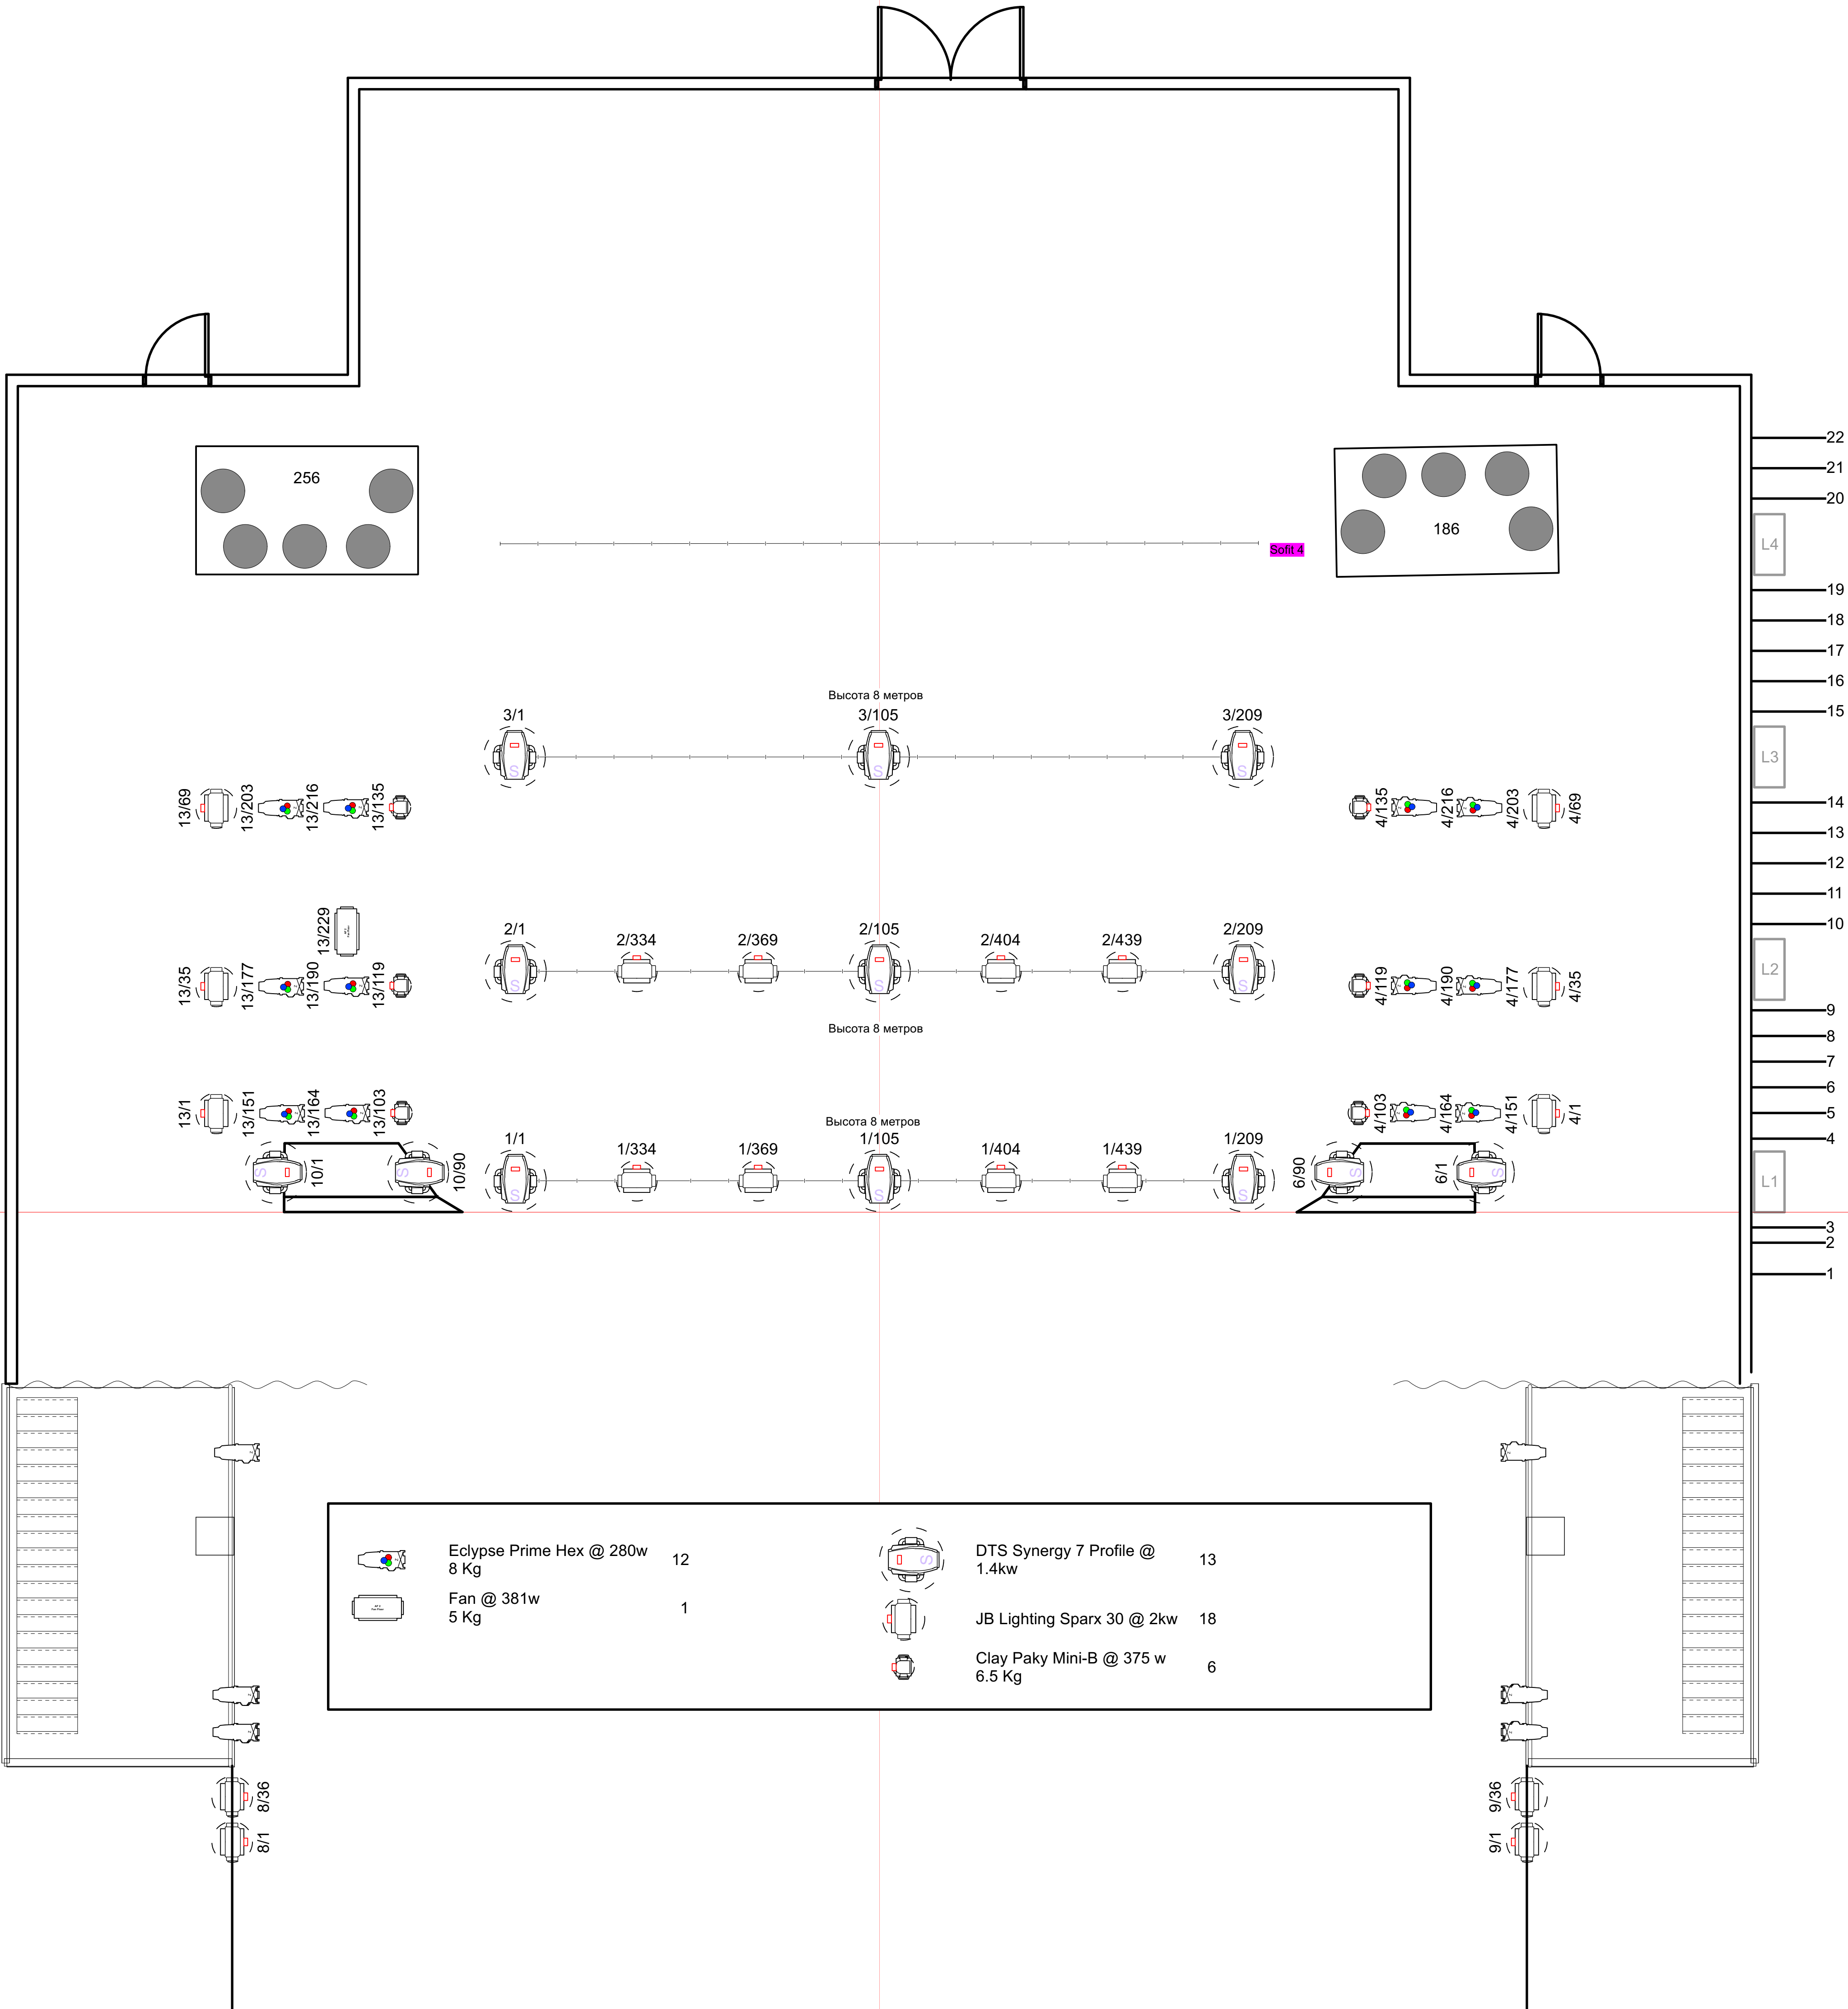 22
256
21
20
186
L4
Sofit 4
19
18
17
16
Высота 8 метров
15
3/1
3/105
3/209
S
S
S
L3
13/69
13/203
13/216
13/135
4/135
4/216
4/203
4/69
14
13
12
11
10
13/229
2/1
2/334
2/369
2/105
2/404
2/439
2/209
S
S
S
L2
13/35
13/177
13/190
13/119
4/119
4/190
4/177
4/35
9
Высота 8 метров
8
7
6
13/1
13/151
13/164
13/103
4/103
4/164
4/151
4/1
5
Высота 8 метров
4
1/1
1/334
1/369
1/105
1/404
1/439
1/209
S
10/1
S
10/90
S
S
S
6/90
S
6/1
S
L1
3
2
1
Eclypse Prime Hex @ 280w
8 Kg
12
Fan @ 381w
5 Kg
1
S
DTS Synergy 7 Profile @
1.4kw
13
JB Lighting Sparx 30 @ 2kw
18
Clay Paky Mini-B @ 375 w
6.5 Kg
6
8/36
9/36
8/1
9/1